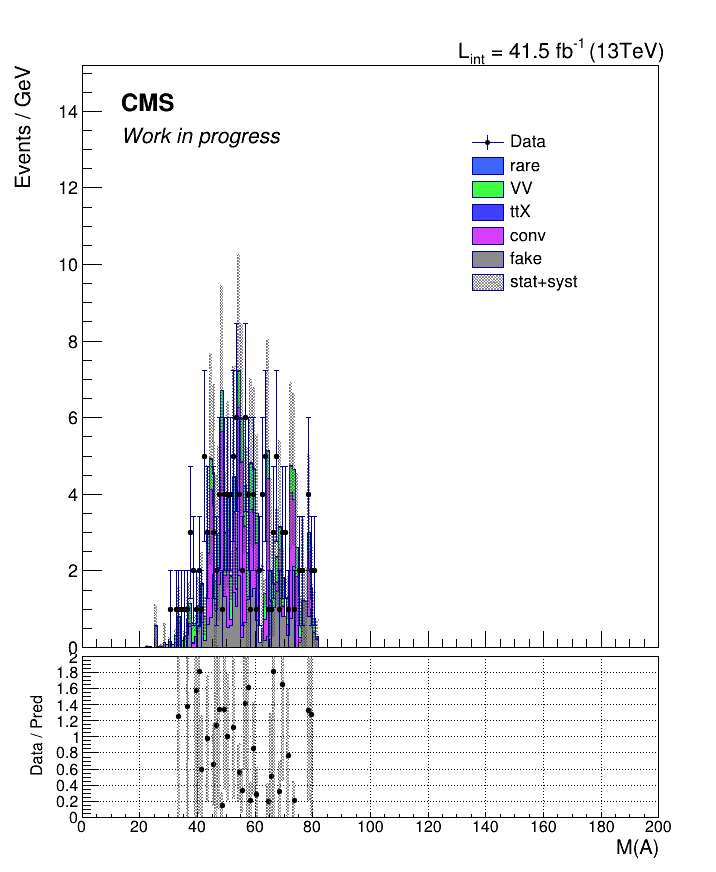 L_int = 41.5 fb^-1 (13TeV)
Events / GeV
CMS
Work in progress
Data
rare
VV
ttX
conv
fake
stat+syst
14
12
10
8
6
4
2
0
Data / Pred
2
1.8
1.6
1.4
1.2
1
0.8
0.6
0.4
0.2
0
0 20 40 60 80 100 120 140 160 180 200
M(A)